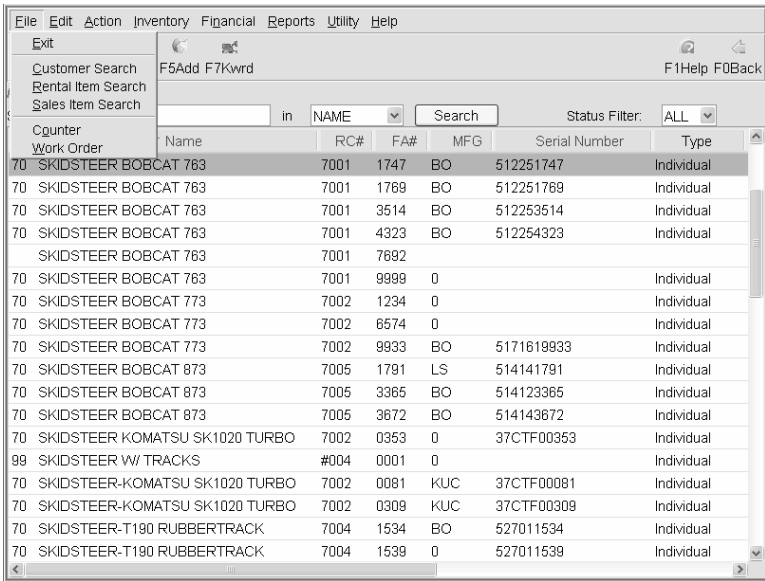 File Edit Action Inventory Financial Reports Utility Help
Exit
F5Add F7Kwrd F1Help F0Back
Customer Search
Rental Item Search
Sales Item Search
in NAME Search Status Filter: ALL
Counter
Work Order
Name RC# FA# MFG Serial Number Type
70 SKIDSTEER BOBCAT 763 7001 1747 BO 512251747 Individual
70 SKIDSTEER BOBCAT 763 7001 1769 BO 512251769 Individual
70 SKIDSTEER BOBCAT 763 7001 3514 BO 512253514 Individual
70 SKIDSTEER BOBCAT 763 7001 4323 BO 512254323 Individual
SKIDSTEER BOBCAT 763 7001 7692
70 SKIDSTEER BOBCAT 763 7001 9999 0 Individual
70 SKIDSTEER BOBCAT 773 7002 1234 0 Individual
70 SKIDSTEER BOBCAT 773 7002 6574 0 Individual
70 SKIDSTEER BOBCAT 773 7002 9933 BO 5171619933 Individual
70 SKIDSTEER BOBCAT 873 7005 1791 LS 514141791 Individual
70 SKIDSTEER BOBCAT 873 7005 3365 BO 514123365 Individual
70 SKIDSTEER BOBCAT 873 7005 3672 BO 514143672 Individual
70 SKIDSTEER KOMATSU SK1020 TURBO 7002 0353 0 37CTF00353 Individual
99 SKIDSTEER W/ TRACKS #004 0001 0 Individual
70 SKIDSTEER-KOMATSU SK1020 TURBO 7002 0081 KUC 37CTF00081 Individual
70 SKIDSTEER-KOMATSU SK1020 TURBO 7002 0309 KUC 37CTF00309 Individual
70 SKIDSTEER-T190 RUBBERTRACK 7004 1534 BO 527011534 Individual
70 SKIDSTEER-T190 RUBBERTRACK 7004 1539 0 527011539 Individual